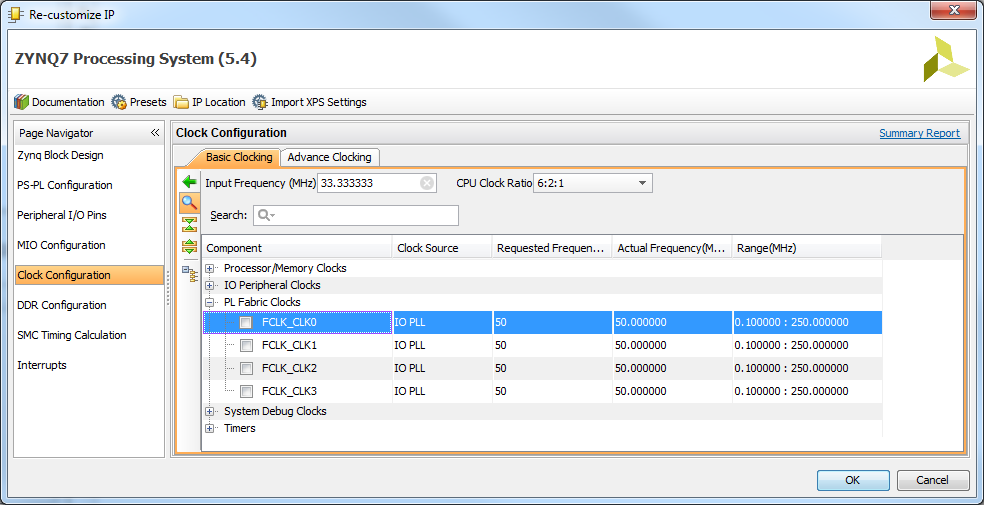 Re-customize IP
ZYNQ7 Processing System (5.4)
Documentation Presets IP Location Import XPS Settings
Page Navigator
Zynq Block Design
PS-PL Configuration
Peripheral I/O Pins
MIO Configuration
Clock Configuration
DDR Configuration
SMC Timing Calculation
Interrupts
Clock Configuration Summary Report
Basic Clocking Advance Clocking
Input Frequency (MHz) 33.333333 CPU Clock Ratio 6:2:1
Search:
Component Clock Source Requested Frequen... Actual Frequency(M... Range(MHz)
Processor/Memory Clocks
IO Peripheral Clocks
PL Fabric Clocks
FCLK_CLK0 IO PLL 50 50.000000 0.100000 : 250.000000
FCLK_CLK1 IO PLL 50 50.000000 0.100000 : 250.000000
FCLK_CLK2 IO PLL 50 50.000000 0.100000 : 250.000000
FCLK_CLK3 IO PLL 50 50.000000 0.100000 : 250.000000
System Debug Clocks
Timers
OK Cancel